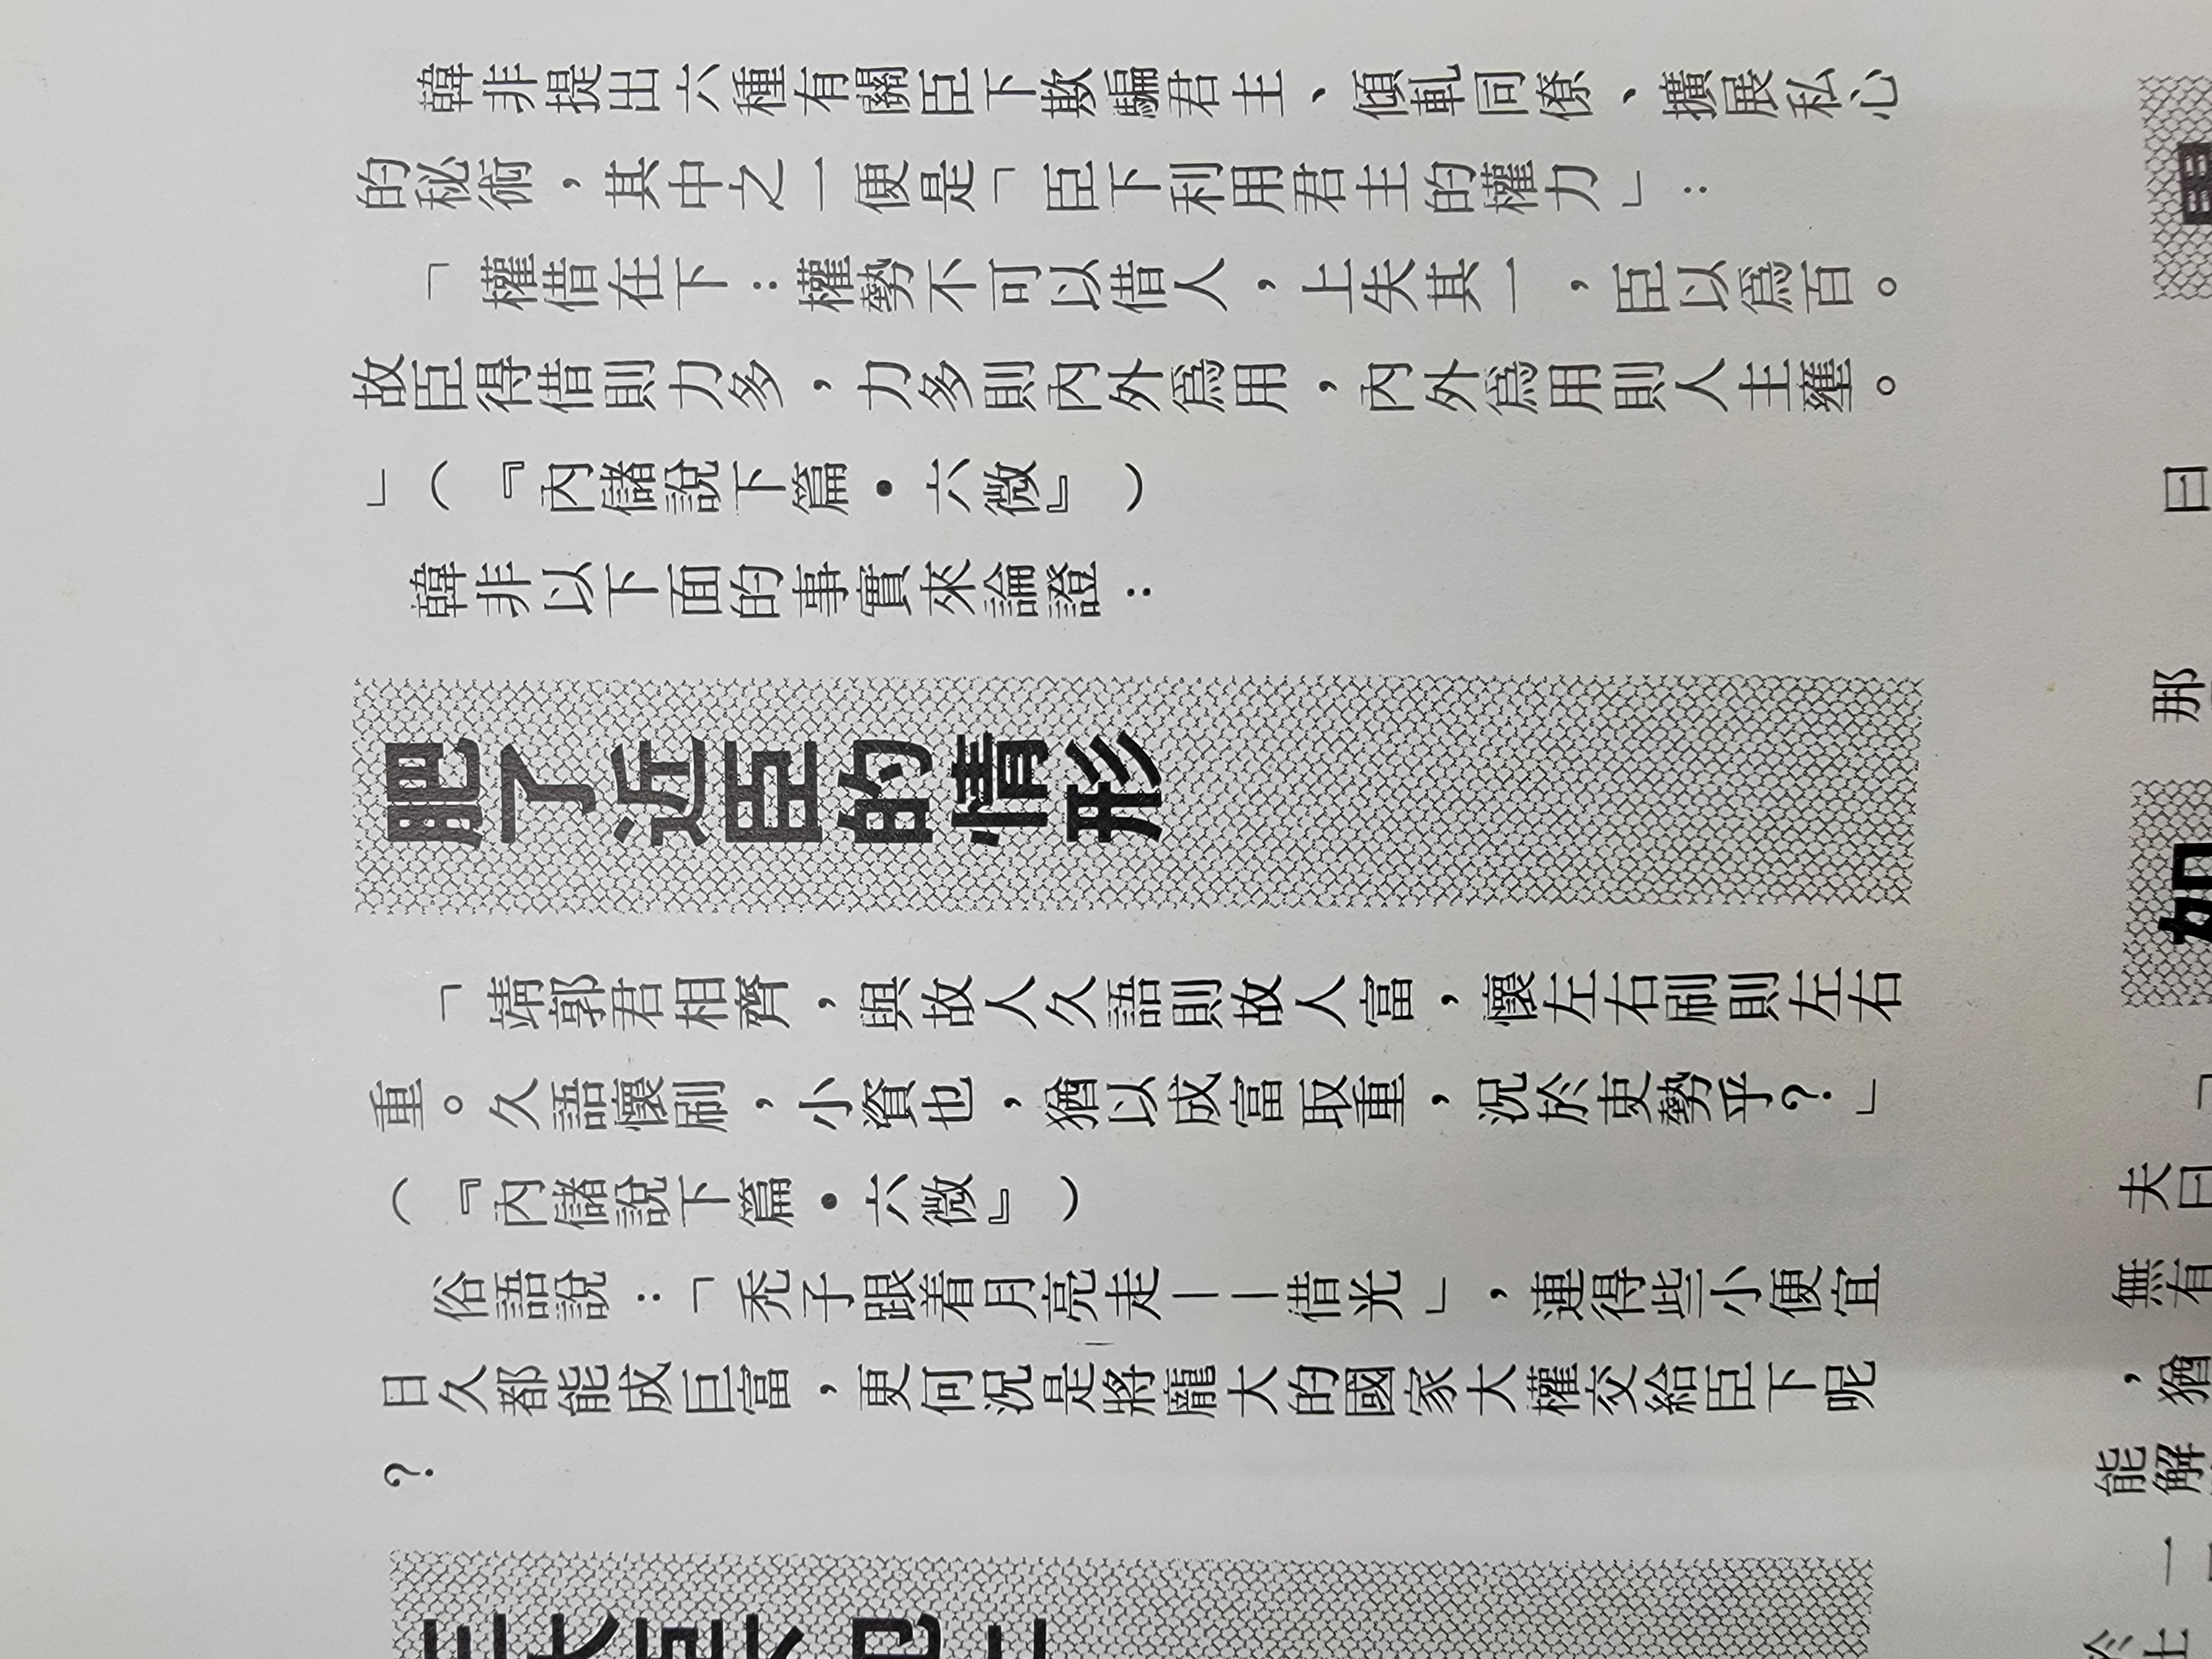 韓非提出六種有關臣下欺騙君主、傾軋同僚、擴展私心
的秘術，其中之一便是「臣下利用君主的權力」：
「權借在下：權勢不可以借人，上失其一，臣以爲百。
故臣得借則力多，力多則內外爲用，內外爲用則人主壅。
」（『內儲說下篇•六微』）
韓非以下面的事實來論證：
肥了近臣的情形
「靖郭君相齊，與故人久語則故人富，懷左右刷則左右
重。久語懷刷，小資也，猶以成富取重，況於吏勢乎？」
（『內儲說下篇•六微』）
俗語說：「禿子跟着月亮走——借光」，連得些小便宜
日久都能成巨富，更何況是將龐大的國家大權交給臣下呢
？
曰
那
如
「
夫曰
無有
，猶
能解